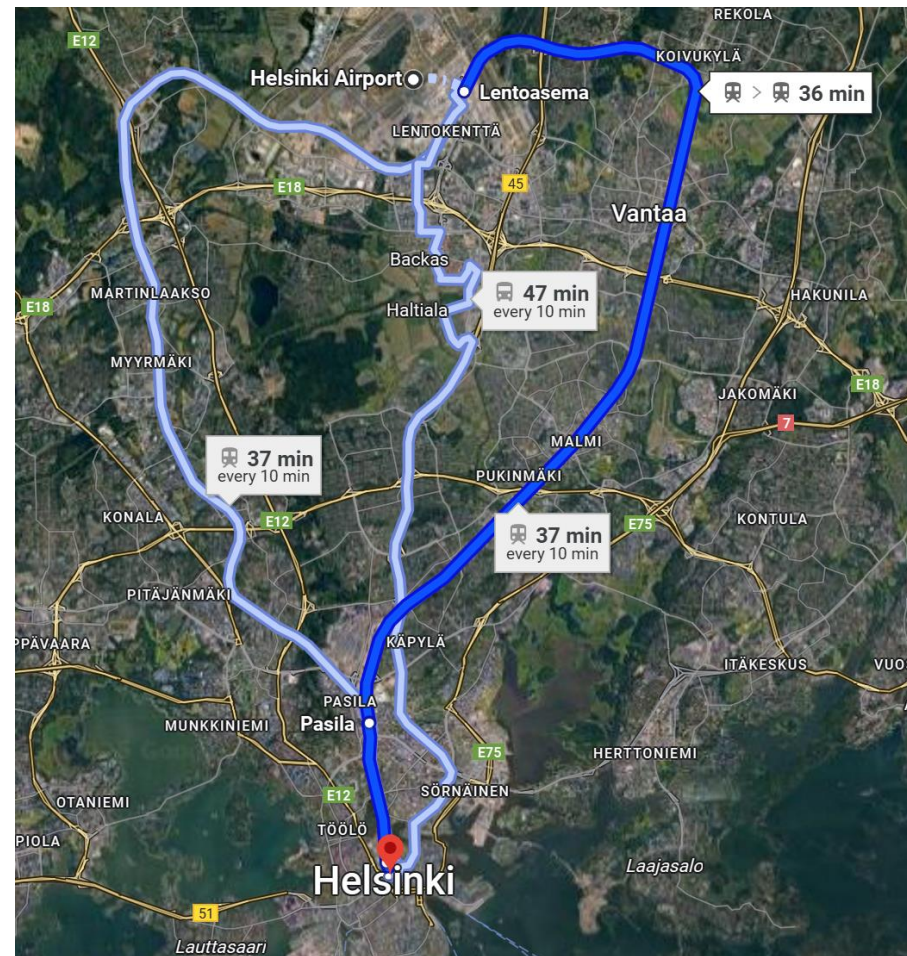 REKOLA
E12
KOIVUKYLÄ
Helsinki Airport
Lentoasema
> 36 min
LENTOKENTTÄ
E18
45
Vantaa
Backas
MARTINLAAKSO
47 min
every 10 min
HAKUNILA
E18
Haltiala
MYYRMÄKI
E18
JAKOMÄKI
7
MALMI
37 min
every 10 min
PUKINMÄKI
KONALA
E12
E75
KONTULA
37 min
every 10 min
PITÄJÄNMÄKI
PPÄVAARA
KÄPYLÄ
ITÄKESKUS
VUOS
PASILA
Pasila
MUNKKINIEMI
E75
HERTTONIEMI
E12
SÖRNÄINEN
OTANIEMI
TÖÖLÖ
PIOLA
Helsinki
Laajasalo
51
Lauttasaari